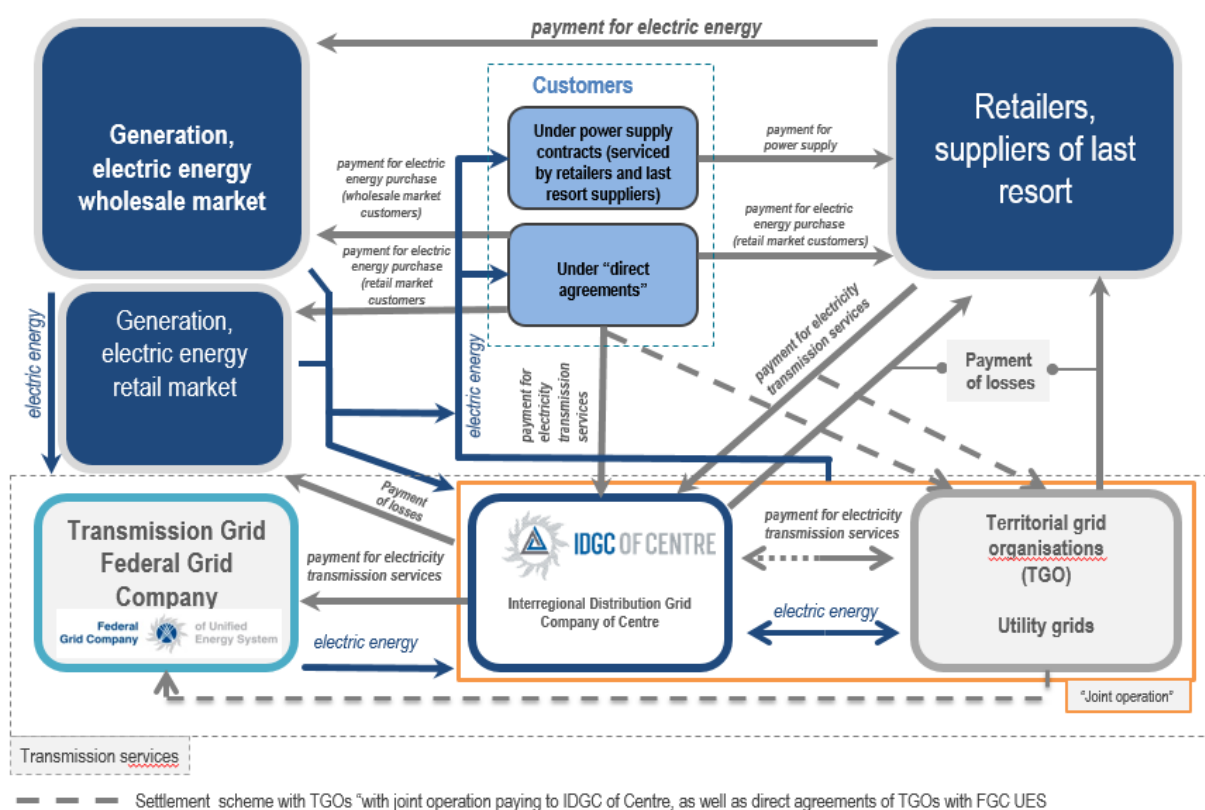 payment for electric energy
Generation,
electric energy
wholesale market
Customers
Under power supply
contracts (serviced
by retailers and last
resort suppliers)
Retailers,
suppliers of last
resort
payment for
power supply
payment for electric
energy purchase
(wholesale market
customers)
payment for electric
energy purchase
(retail market customers)
payment for electric
energy purchase
(retail market
customers
Under “direct
agreements”
Generation,
electric energy
retail market
electric energy
electric energy
payment for
electricity
transmission
services
payment for electricity
transmission services
Payment
of losses
Payment
of losses
Transmission Grid
Federal Grid
Company
Federal
Grid Company
of Unified
Energy System
payment for electricity
transmission services
electric energy
IDGC OF CENTRE
Interregional Distribution Grid
Company of Centre
payment for electricity
transmission services
electric energy
Territorial grid
organisations
(TGO)
Utility grids
“Joint operation”
Transmission services
Settlement scheme with TGOs “with joint operation paying to IDGC of Centre, as well as direct agreements of TGOs with FGC UES